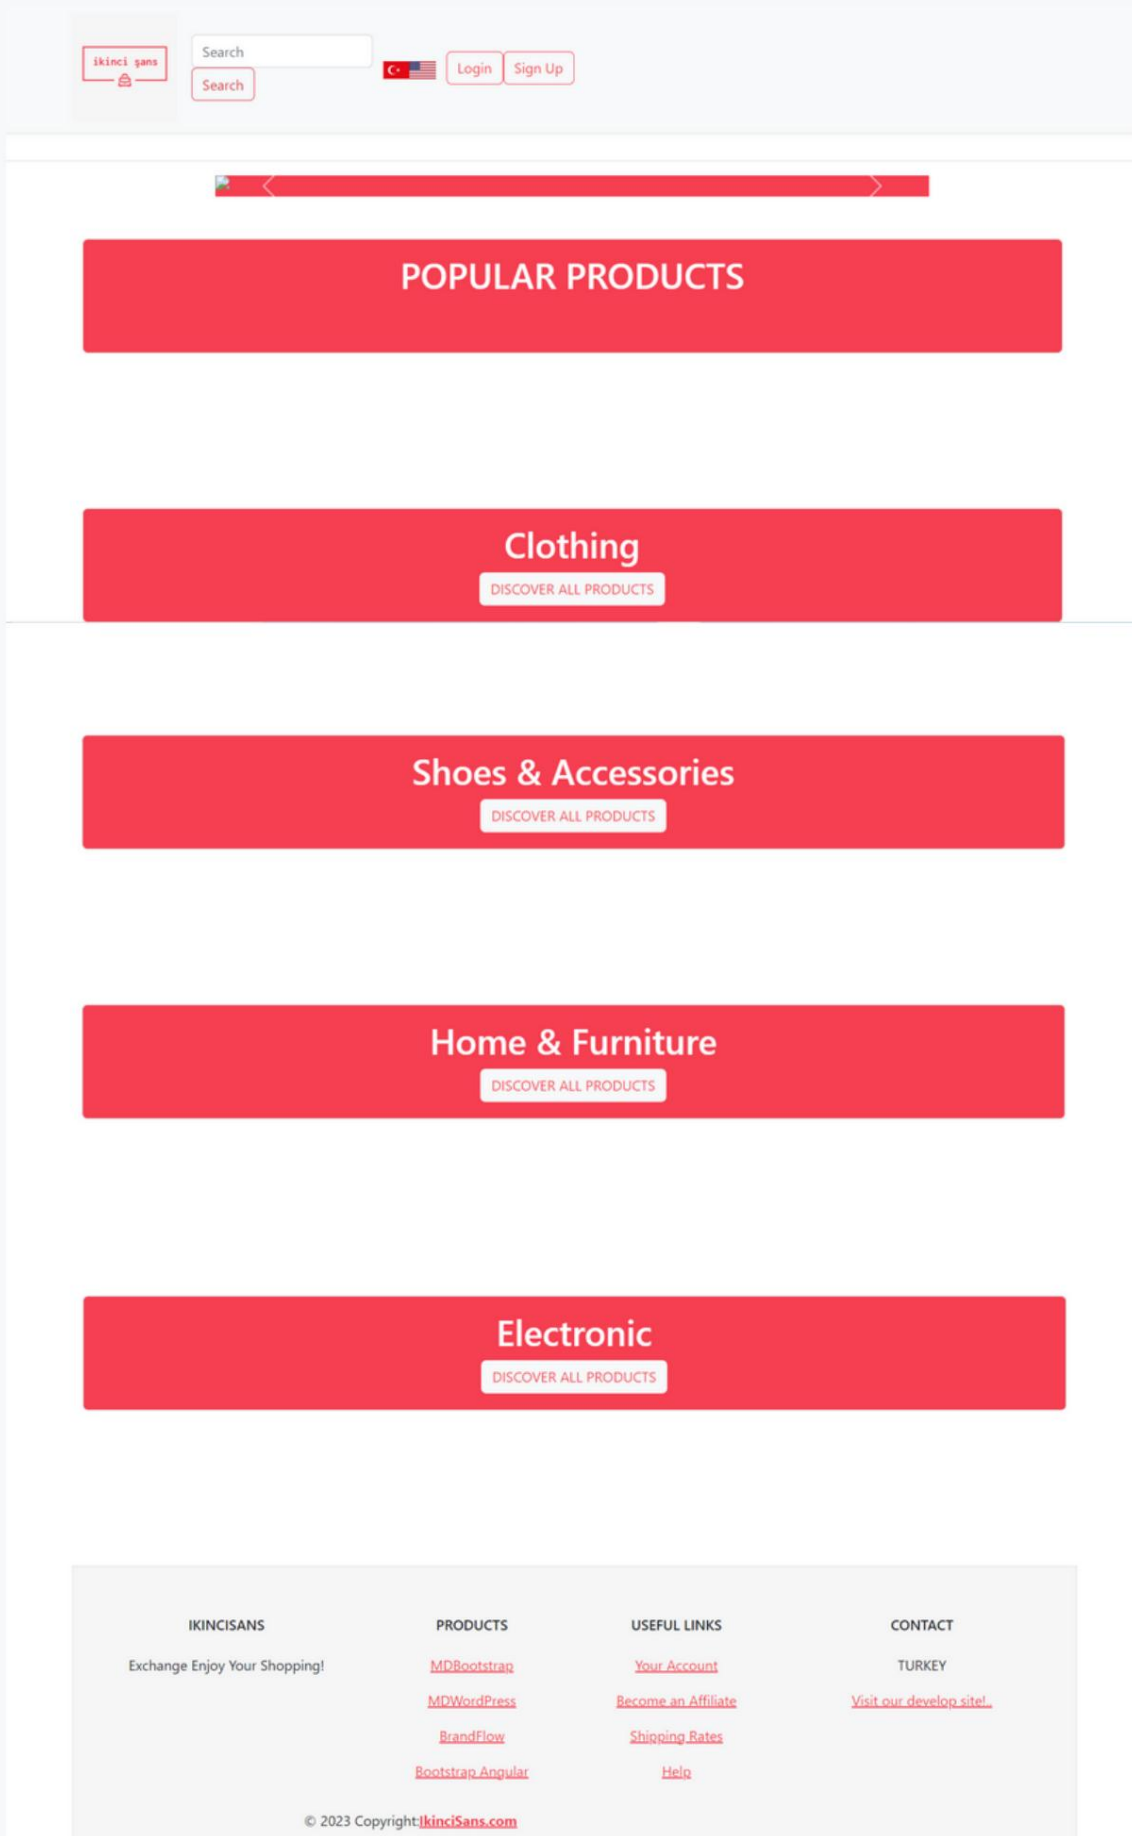 ikinci şans
Search
Search
Login
Sign Up
POPULAR PRODUCTS
Clothing
DISCOVER ALL PRODUCTS
Shoes & Accessories
DISCOVER ALL PRODUCTS
Home & Furniture
DISCOVER ALL PRODUCTS
Electronic
DISCOVER ALL PRODUCTS
IKINCISANS
Exchange Enjoy Your Shopping!
PRODUCTS
MDBootstrap
MDWordPress
BrandFlow
Bootstrap Angular
USEFUL LINKS
Your Account
Become an Affiliate
Shipping Rates
Help
CONTACT
TURKEY
Visit our develop site!..
© 2023 Copyright:IkinciSans.com